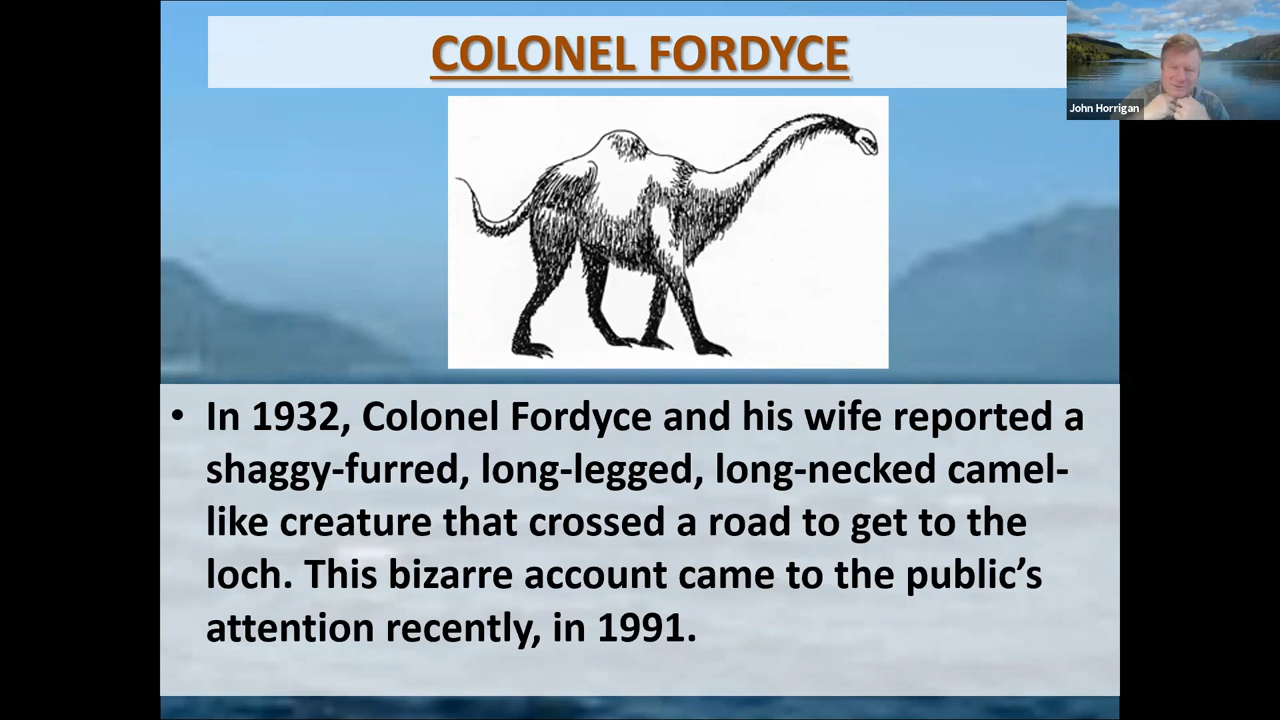 COLONEL FORDYCE
John Horrigan
• In 1932, Colonel Fordyce and his wife reported a
shaggy-furred, long-legged, long-necked camel-
like creature that crossed a road to get to the
loch. This bizarre account came to the public’s
attention recently, in 1991.